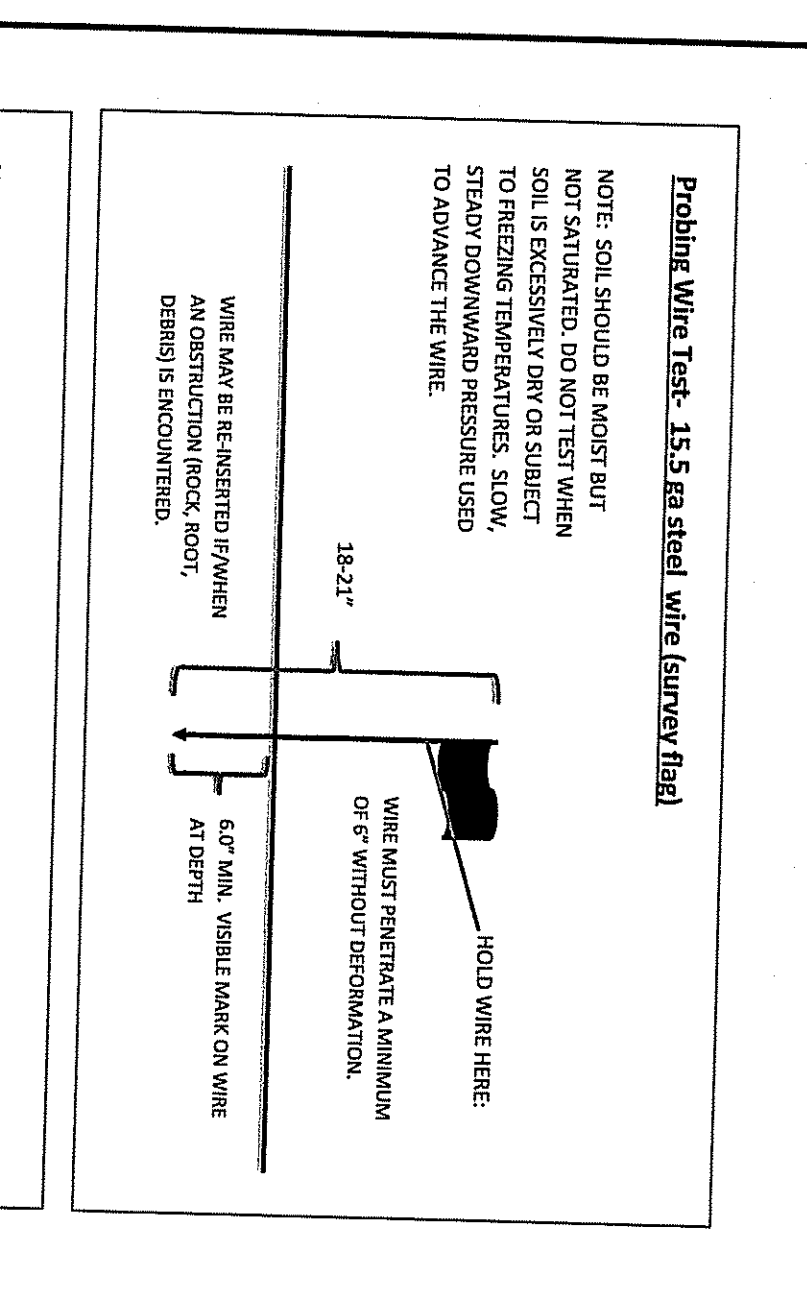 Probing Wire Test- 15.5 ga steel wire (survey flag)
NOTE: SOIL SHOULD BE MOIST BUT
NOT SATURATED. DO NOT TEST WHEN
SOIL IS EXCESSIVELY DRY OR SUBJECT
TO FREEZING TEMPERATURES. SLOW,
STEADY DOWNWARD PRESSURE USED
TO ADVANCE THE WIRE.
HOLD WIRE HERE:
18-21"
WIRE MUST PENETRATE A MINIMUM
OF 6" WITHOUT DEFORMATION.
WIRE MAY BE RE-INSERTED IF/WHEN
AN OBSTRUCTION (ROCK, ROOT,
DEBRIS) IS ENCOUNTERED.
6.0" MIN. VISIBLE MARK ON WIRE
AT DEPTH